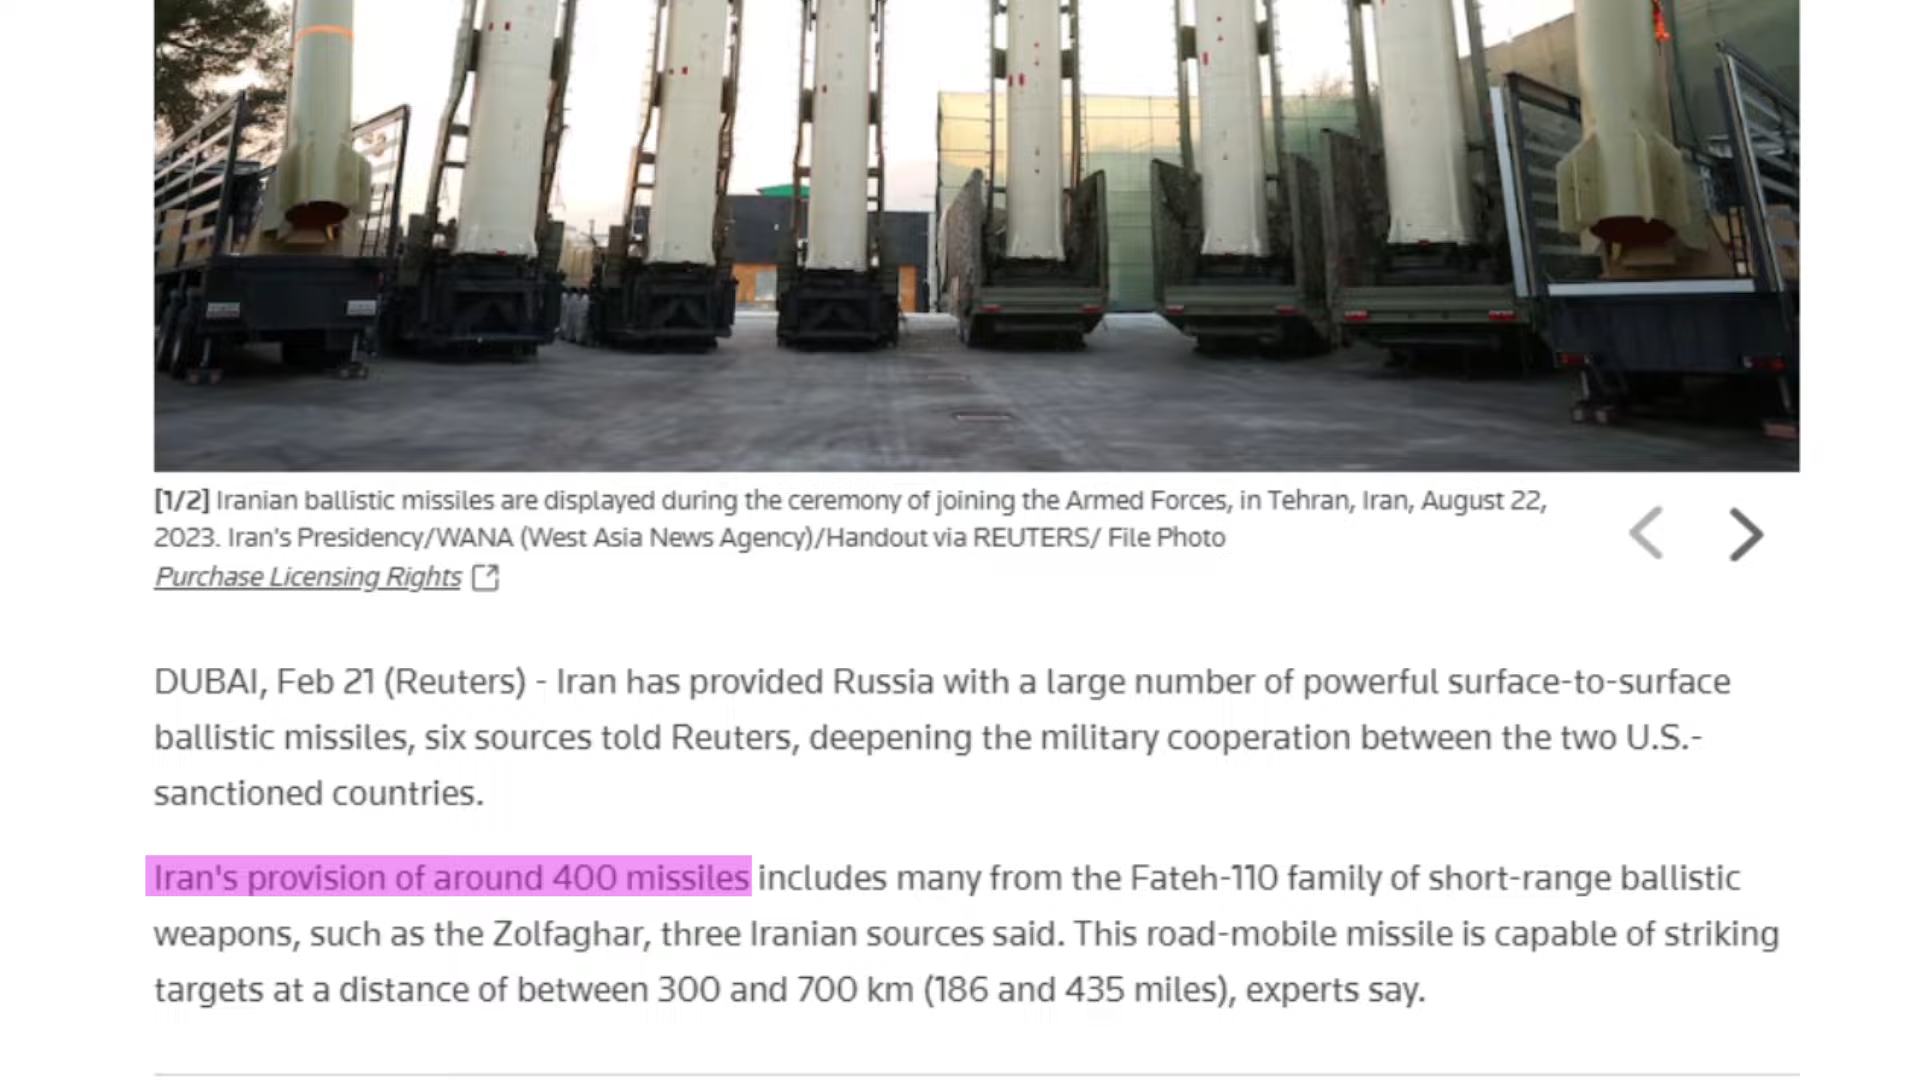 [1/2] Iranian ballistic missiles are displayed during the ceremony of joining the Armed Forces, in Tehran, Iran, August 22,
2023. Iran's Presidency/WANA (West Asia News Agency)/Handout via REUTERS/ File Photo
Purchase Licensing Rights
DUBAI, Feb 21 (Reuters) - Iran has provided Russia with a large number of powerful surface-to-surface
ballistic missiles, six sources told Reuters, deepening the military cooperation between the two U.S.-
sanctioned countries.
Iran's provision of around 400 missiles includes many from the Fateh-110 family of short-range ballistic
weapons, such as the Zolfaghar, three Iranian sources said. This road-mobile missile is capable of striking
targets at a distance of between 300 and 700 km (186 and 435 miles), experts say.